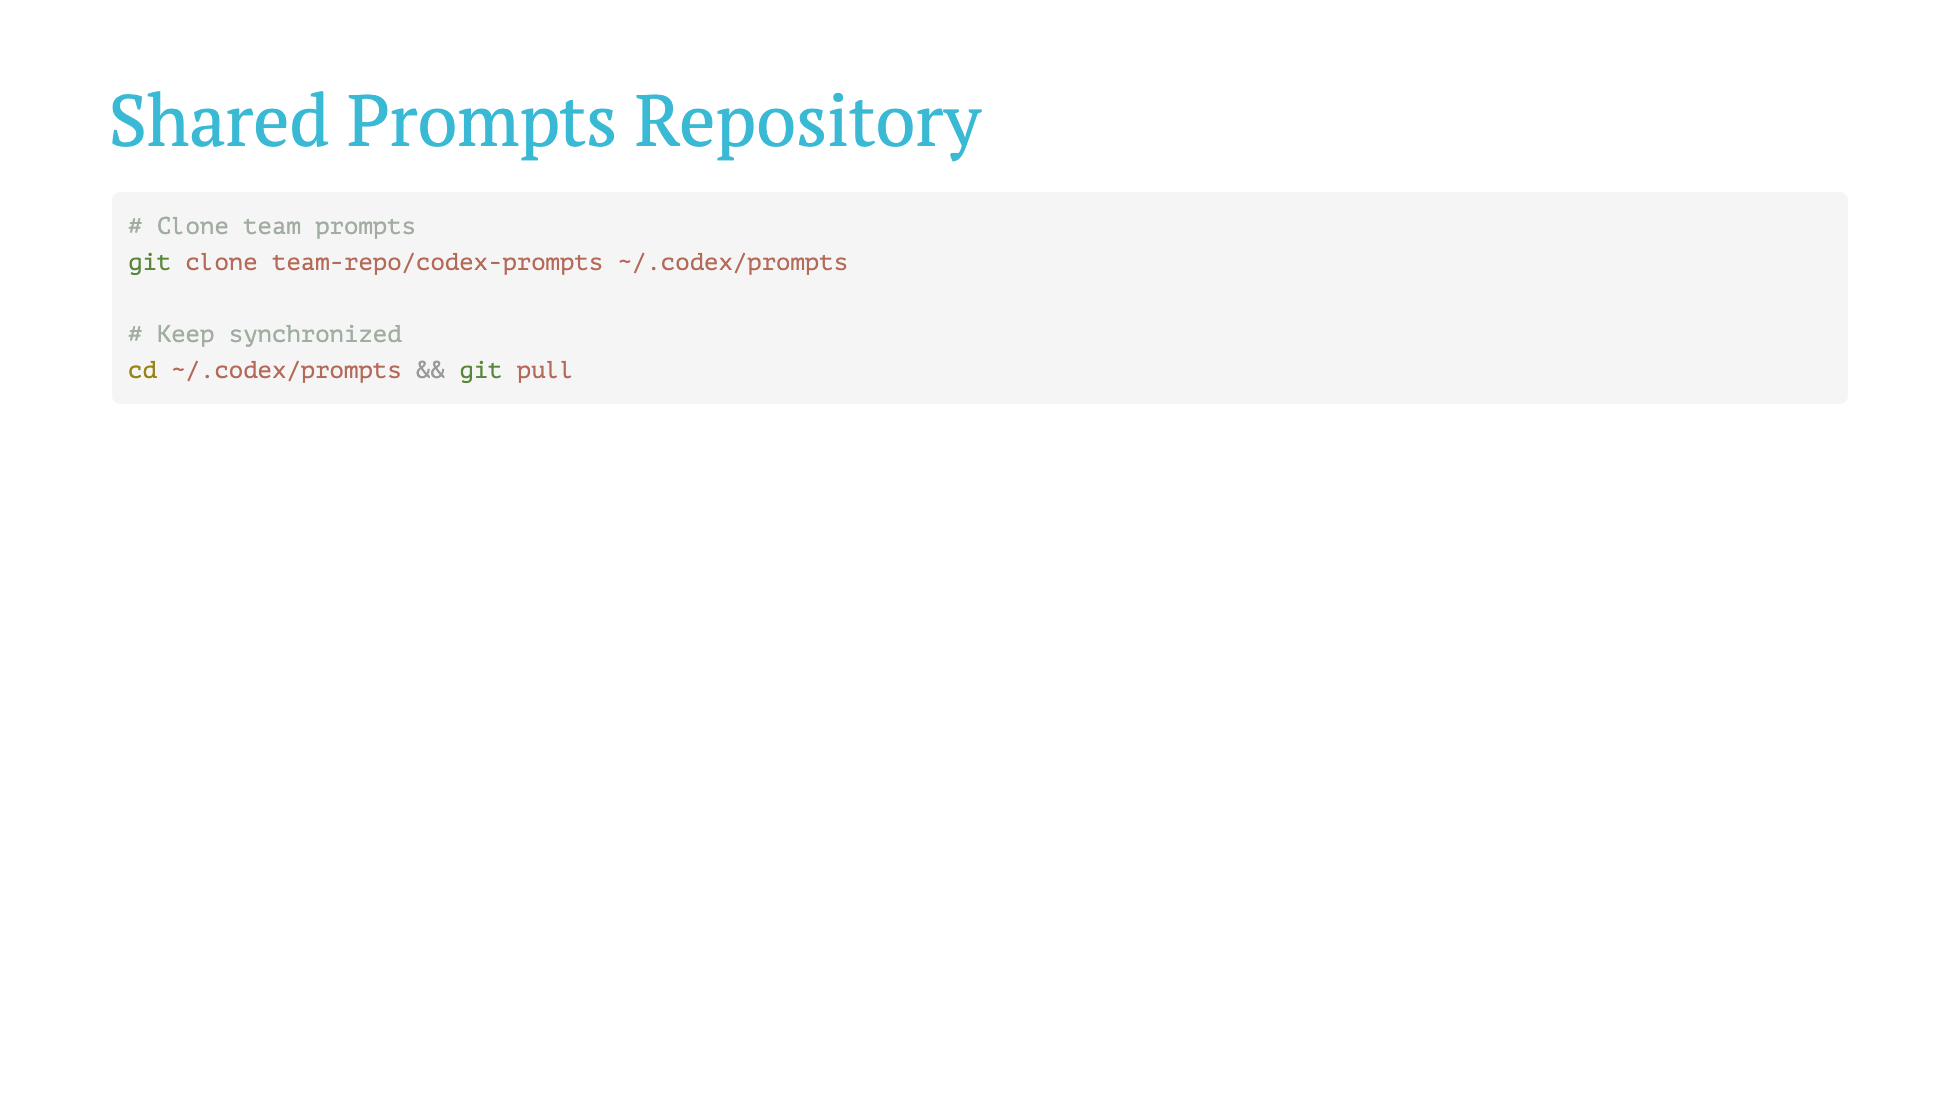 Shared Prompts Repository
# Clone team prompts
git clone team-repo/codex-prompts ~/.codex/prompts
# Keep synchronized
cd ~/.codex/prompts && git pull